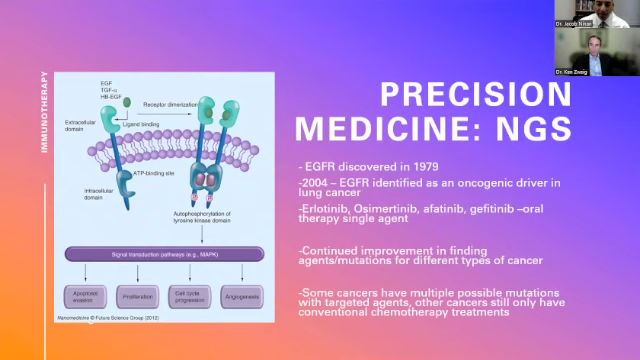 Dr. Jacob Ninan
Dr. Ken Zweig
IMMUNOTHERAPY
EGF
TGF-α
HB-EGF
Receptor dimerization
Extracellular
domain
Ligand binding
ATP-binding site
Intracellular
domain
Autophosphorylation of
tyrosine kinase domain
Signal transduction pathways (e.g., MAPK)
Apoptosis
evasion
Proliferation
Cell cycle
progression
Angiogenesis
Nanomedicine © Future Science Group (2012)
PRECISION
MEDICINE: NGS
- EGFR discovered in 1979
-2004 – EGFR identified as an oncogenic driver in
lung cancer
-Erlotinib, Osimertinib, afatinib, gefitinib –oral
therapy single agent
-Continued improvement in finding
agents/mutations for different types of cancer
-Some cancers have multiple possible mutations
with targeted agents, other cancers still only have
conventional chemotherapy treatments